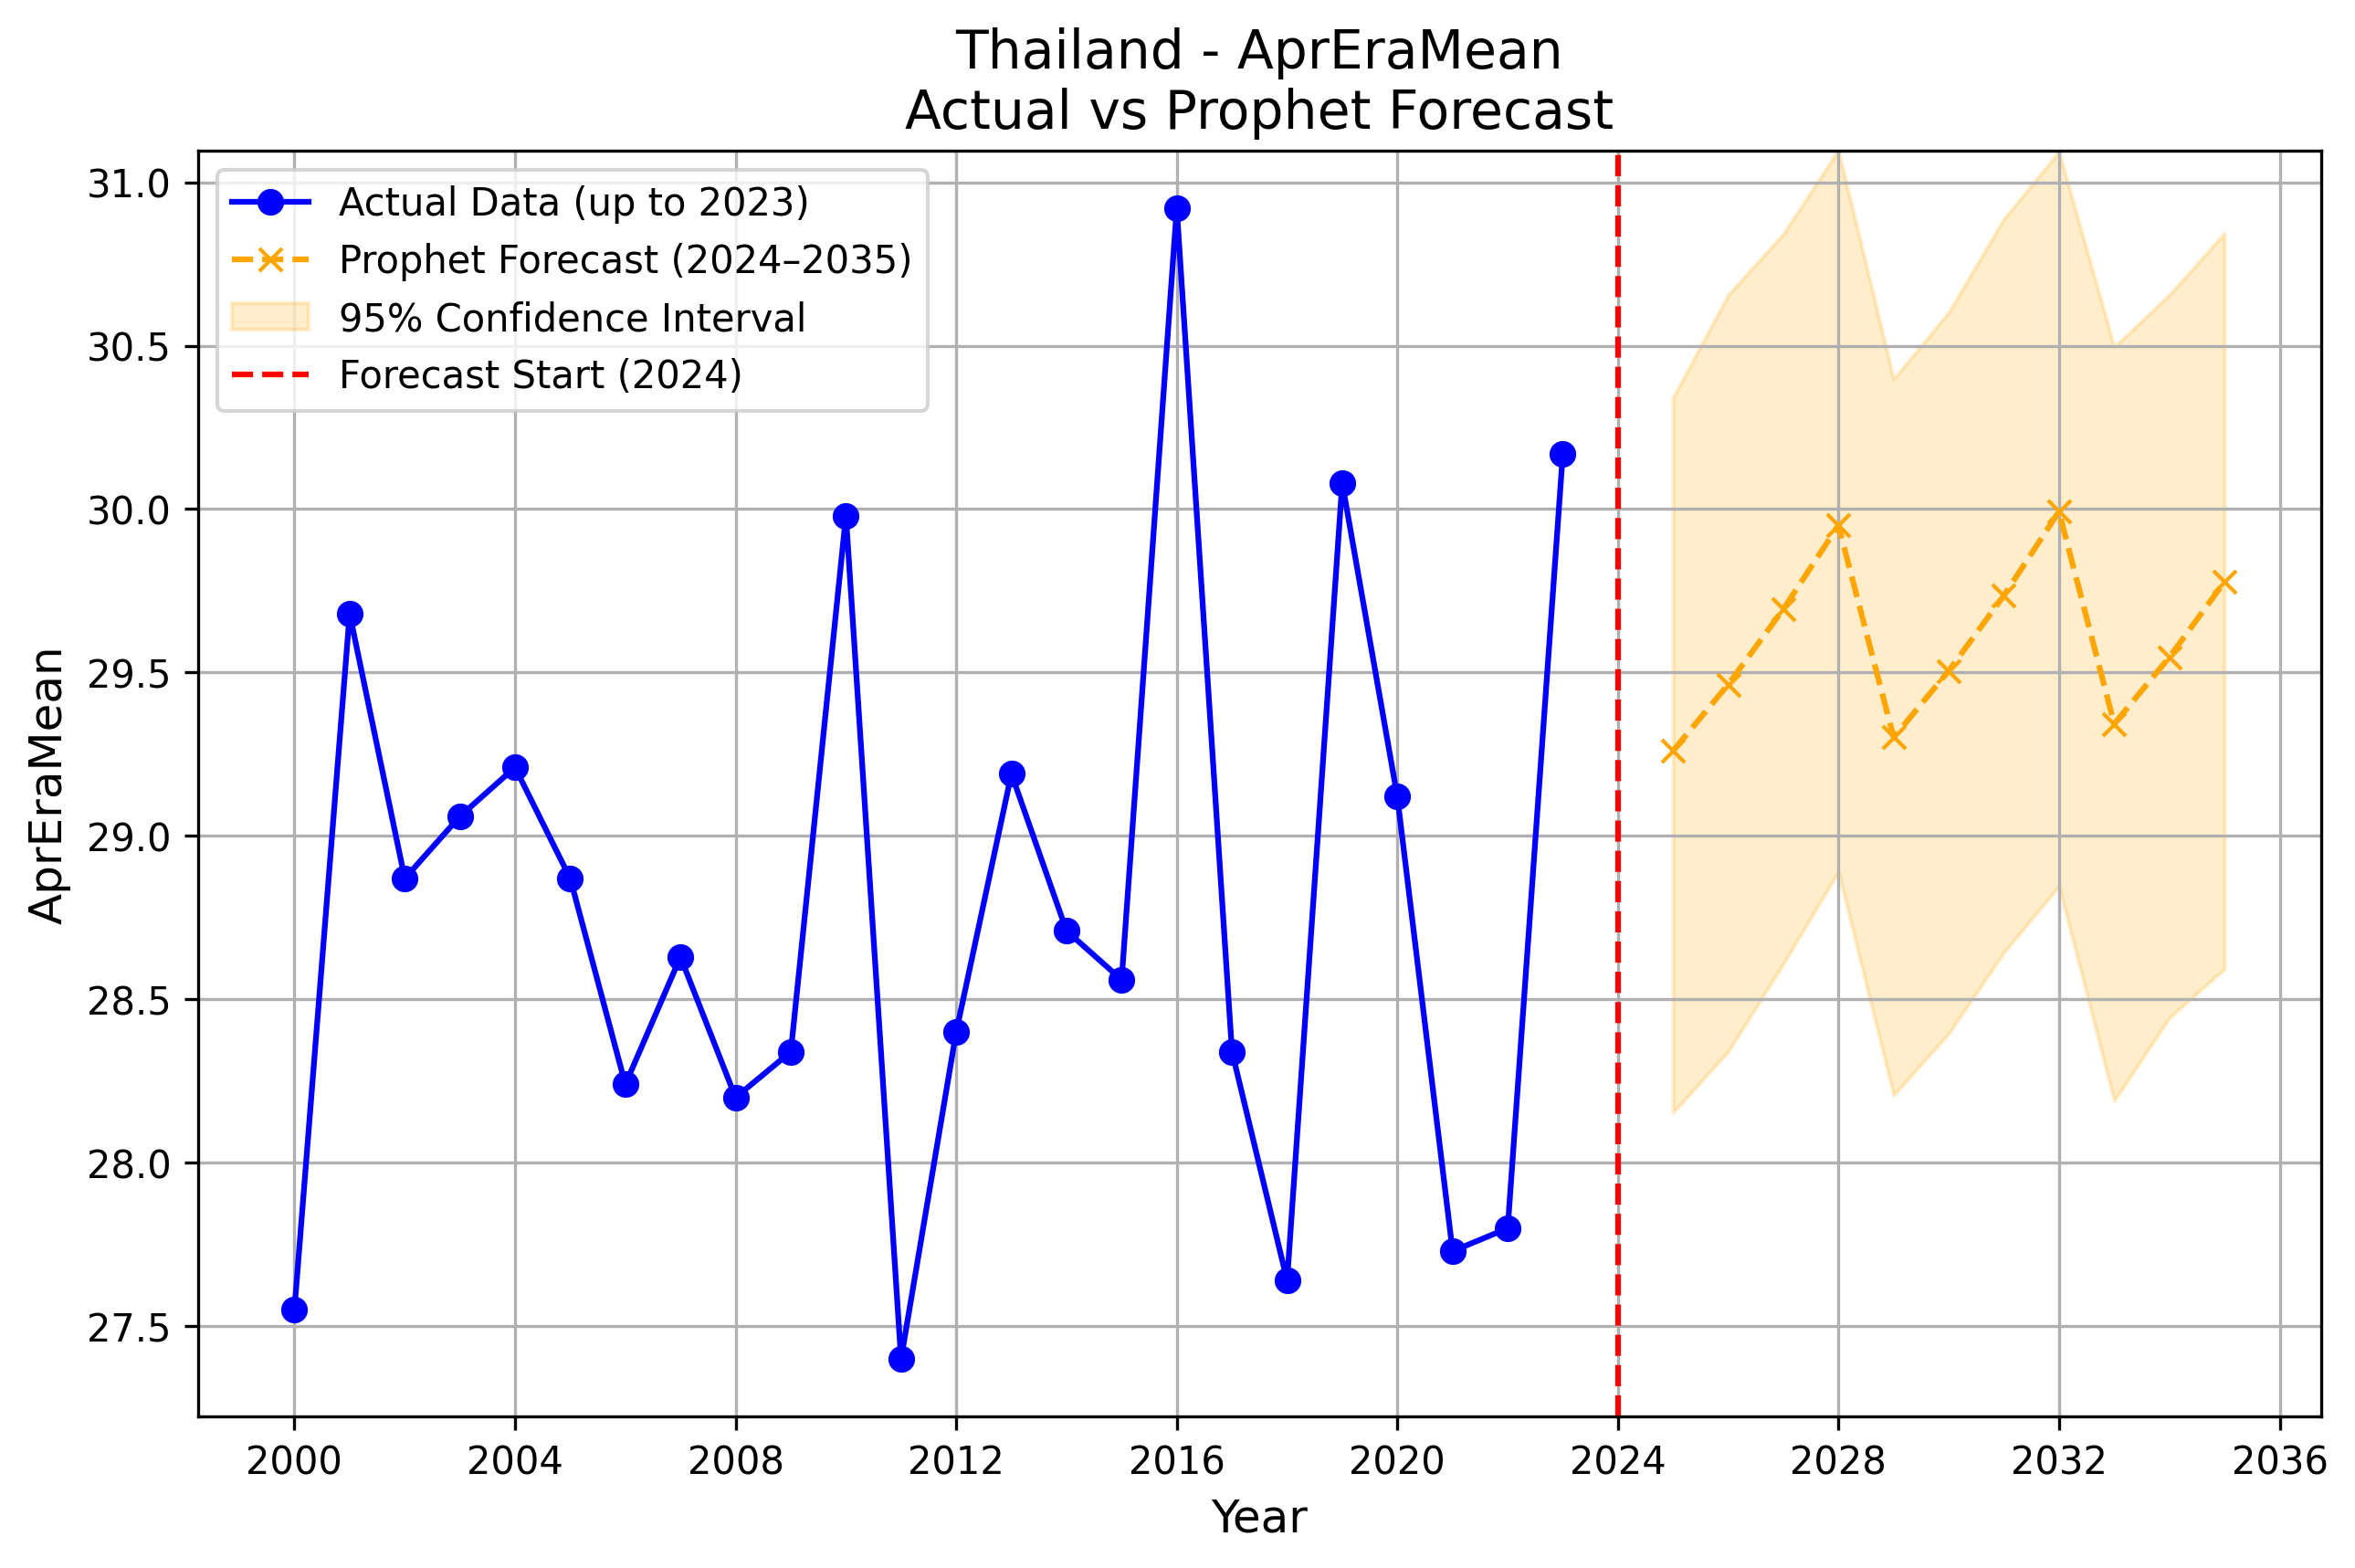 Thailand - AprEraMean
Actual vs Prophet Forecast
Actual Data (up to 2023)
Prophet Forecast (2024–2035)
95% Confidence Interval
Forecast Start (2024)
AprEraMean
31.0
30.5
30.0
29.5
29.0
28.5
28.0
27.5
2000 2004 2008 2012 2016 2020 2024 2028 2032 2036
Year